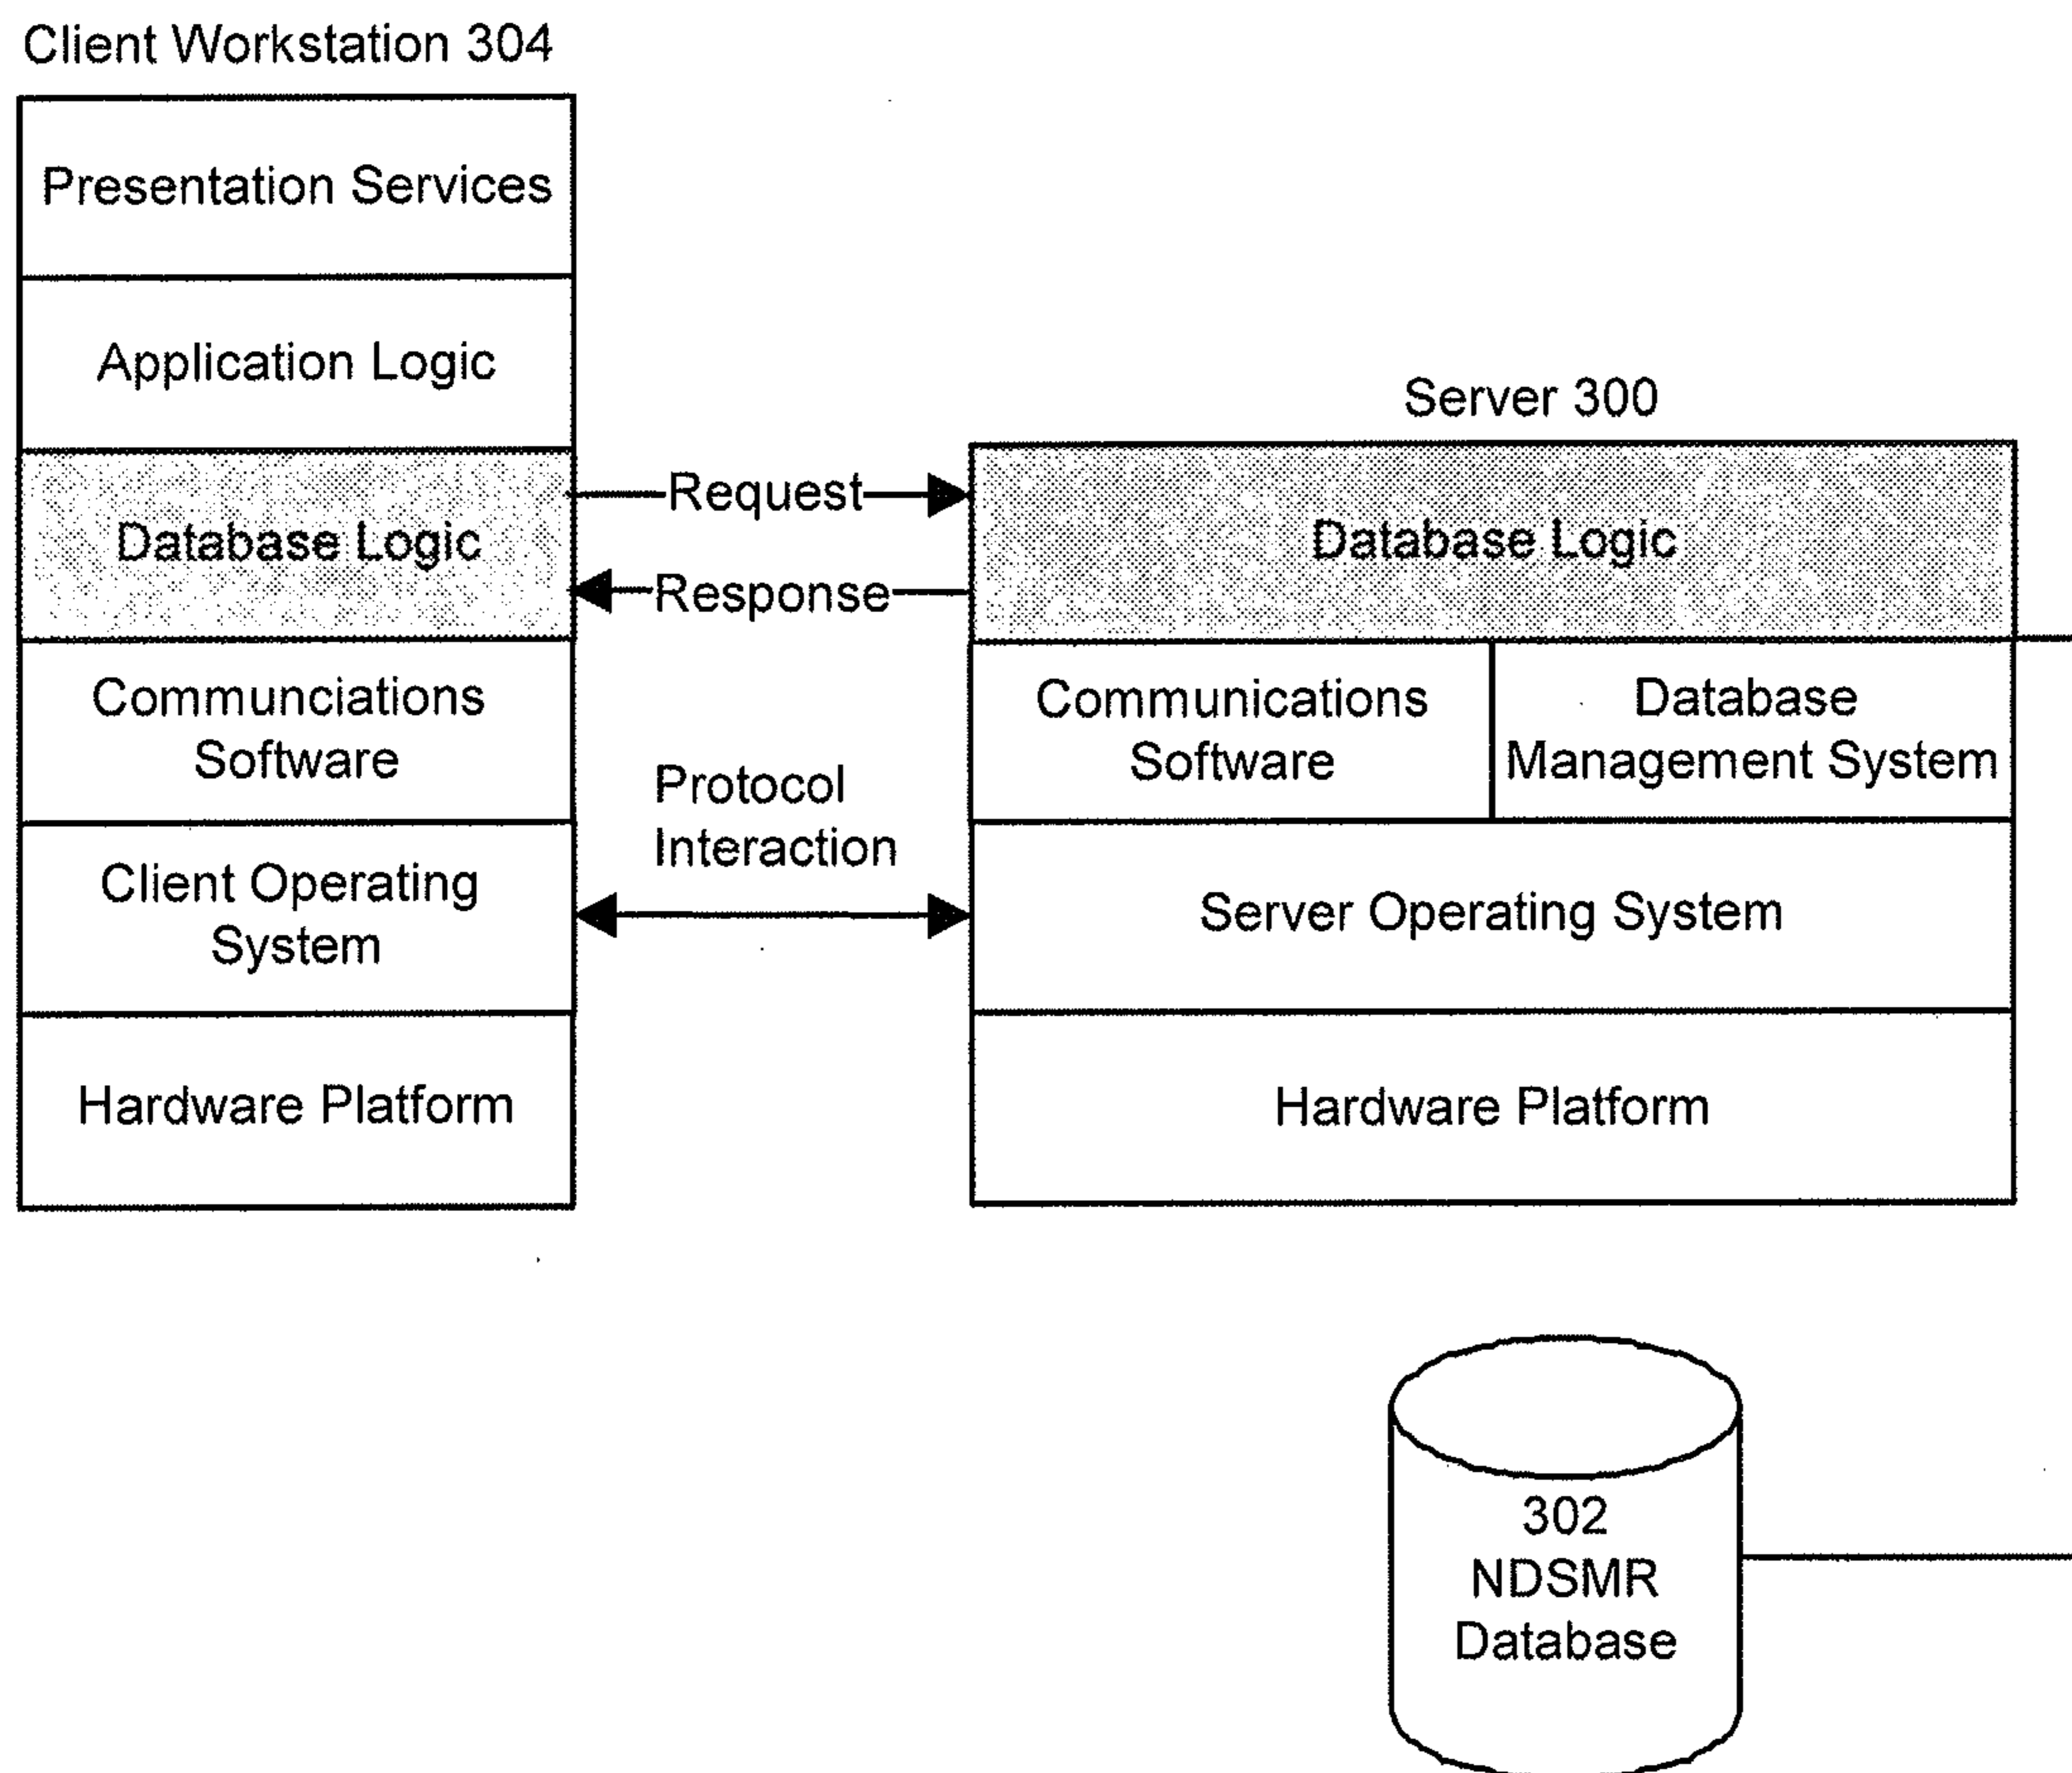 Client Workstation 304
Presentation Services
Application Logic
Database Logic
Communciations
Software
Client Operating
System
Hardware Platform
Request
Response
Protocol
Interaction
Server 300
Database Logic
Communications
Software
Database
Management System
Server Operating System
Hardware Platform
302
NDSMR
Database